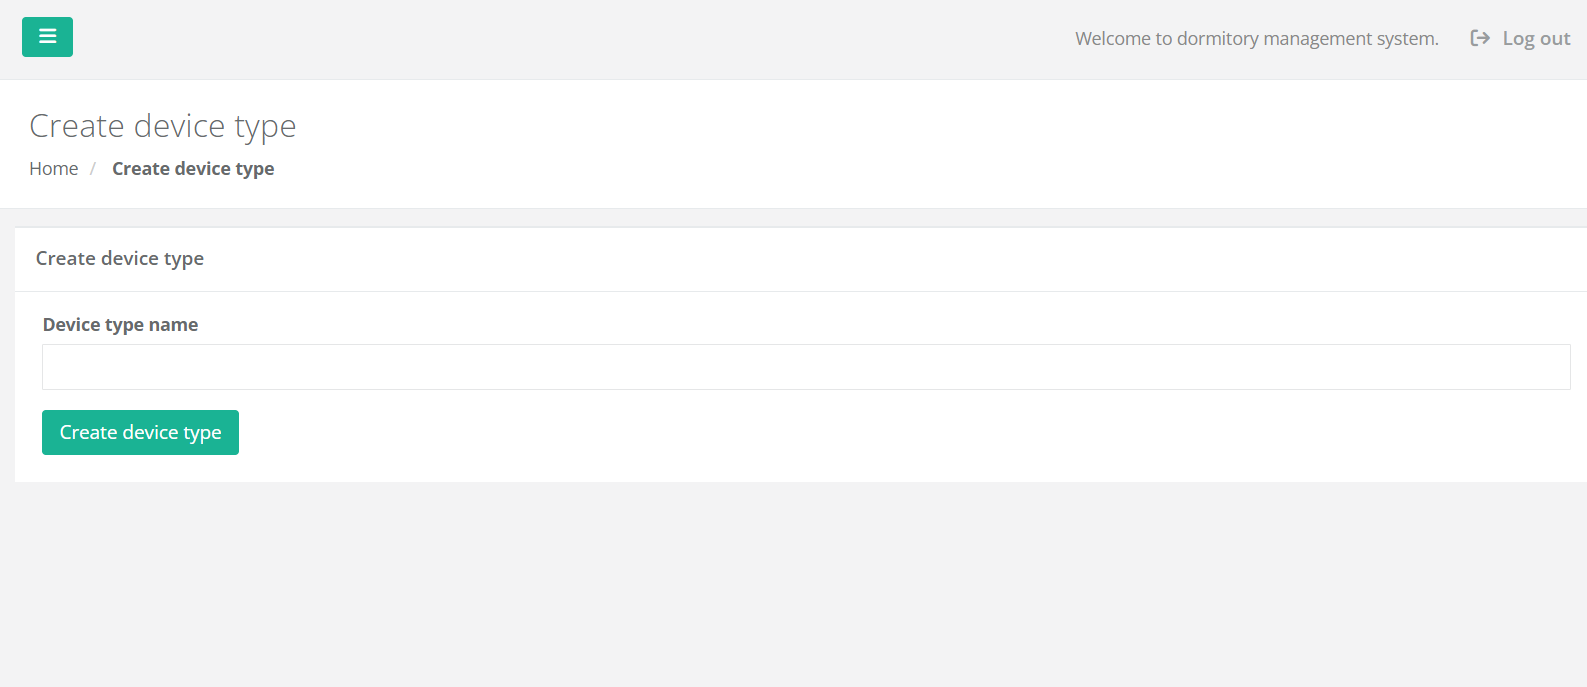 Welcome to dormitory management system.
Log out
Create device type
Home / Create device type
Create device type
Device type name
Create device type